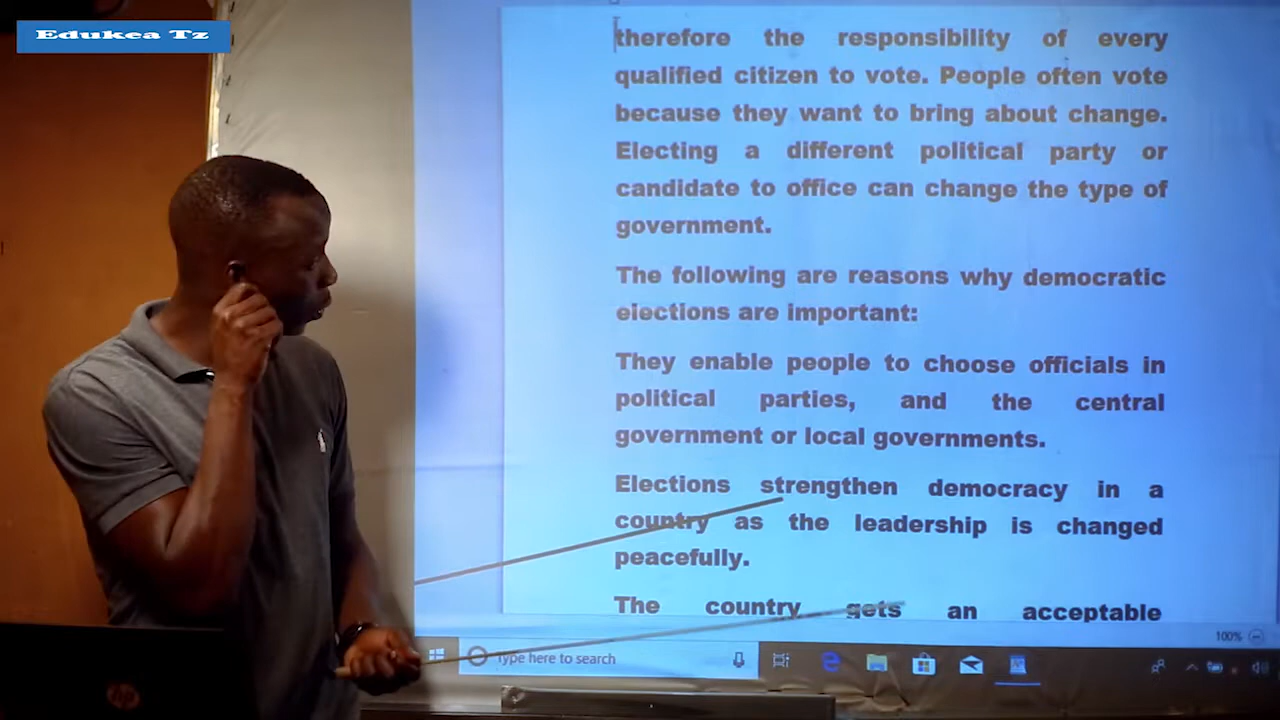 Edukea Tz
therefore the responsibility of every
qualified citizen to vote. People often vote
because they want to bring about change.
Electing a different political party or
candidate to office can change the type of
government.
The following are reasons why democratic
elections are important:
They enable people to choose officials in
political parties, and the central
government or local governments.
Elections strengthen democracy in a
country as the leadership is changed
peacefully.
The country gets an acceptable
100%
Type here to search
hp